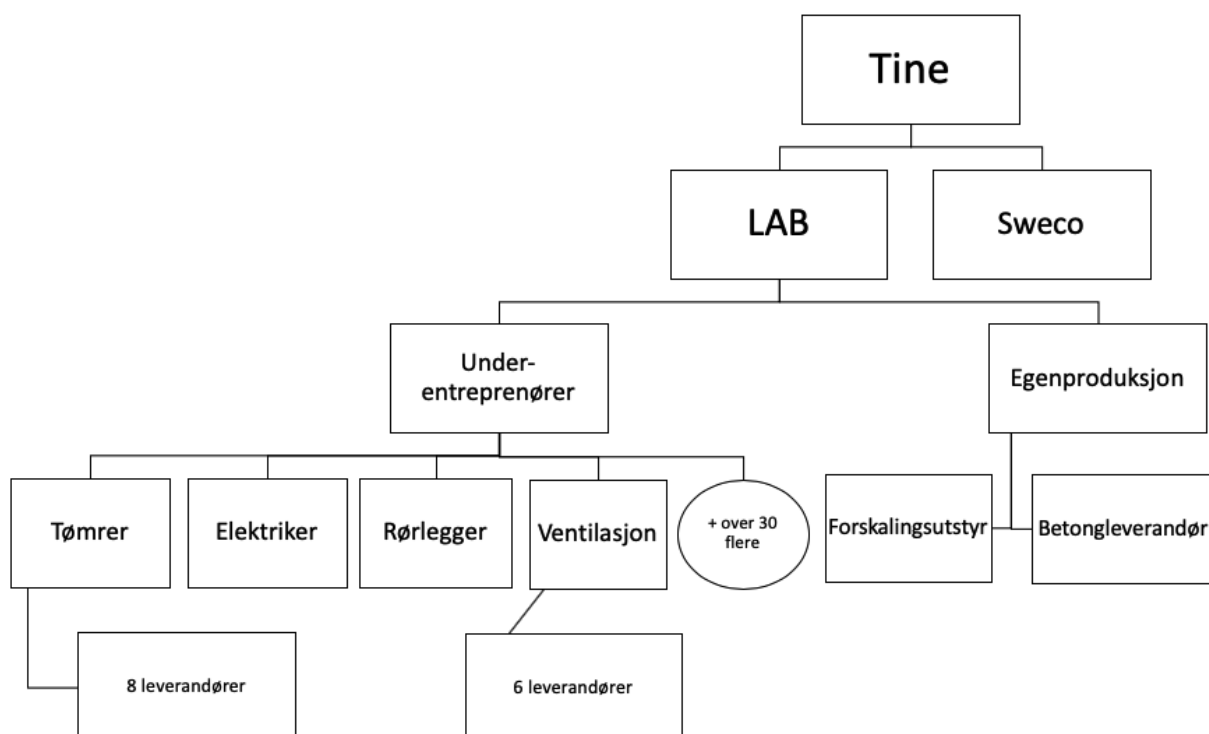 Tine
LAB
Sweco
Under-
entreprenører
Egenproduksjon
Tømrer
Elektriker
Rørlegger
Ventilasjon
+ over 30
flere
Forskalingsutstyr
Betongleverandør
8 leverandører
6 leverandører